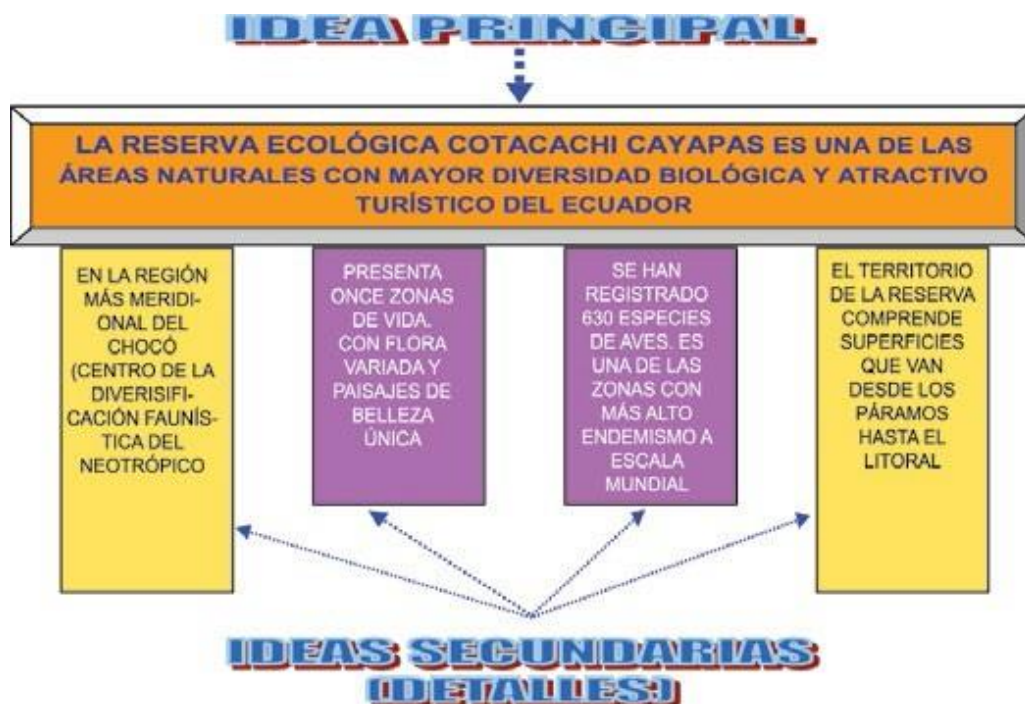 IDEA PRINCIPAL
LA RESERVA ECOLÓGICA COTACACHI CAYAPAS ES UNA DE LAS
ÁREAS NATURALES CON MAYOR DIVERSIDAD BIOLÓGICA Y ATRACTIVO
TURÍSTICO DEL ECUADOR
EN LA REGIÓN
MÁS MERIDI-
ONAL DEL
CHOCÓ
(CENTRO DE LA
DIVERISIFI-
CACIÓN FAUNÍS-
TICA DEL
NEOTRÓPICO
PRESENTA
ONCE ZONAS
DE VIDA.
CON FLORA
VARIADA Y
PAISAJES DE
BELLEZA
ÚNICA
SE HAN
REGISTRADO
630 ESPECIES
DE AVES. ES
UNA DE LAS
ZONAS CON
MÁS ALTO
ENDEMISMO A
ESCALA
MUNDIAL
EL TERRITORIO
DE LA RESERVA
COMPRENDE
SUPERFICIES
QUE VAN
DESDE LOS
PÁRAMOS
HASTA EL
LITORAL
IDEAS SECUNDARIAS
(DETALLES)